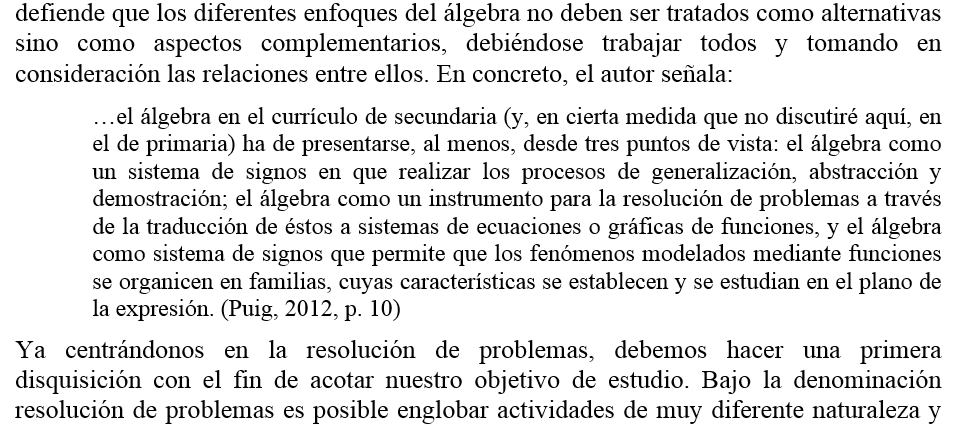 defiende que los diferentes enfoques del álgebra no deben ser tratados como alternativas
sino como aspectos complementarios, debiéndose trabajar todos y tomando en
consideración las relaciones entre ellos. En concreto, el autor señala:
…el álgebra en el currículo de secundaria (y, en cierta medida que no discutiré aquí, en
el de primaria) ha de presentarse, al menos, desde tres puntos de vista: el álgebra como
un sistema de signos en que realizar los procesos de generalización, abstracción y
demostración; el álgebra como un instrumento para la resolución de problemas a través
de la traducción de éstos a sistemas de ecuaciones o gráficas de funciones, y el álgebra
como sistema de signos que permite que los fenómenos modelados mediante funciones
se organicen en familias, cuyas características se establecen y se estudian en el plano de
la expresión. (Puig, 2012, p. 10)
Ya centrándonos en la resolución de problemas, debemos hacer una primera
disquisición con el fin de acotar nuestro objetivo de estudio. Bajo la denominación
resolución de problemas es posible englobar actividades de muy diferente naturaleza y